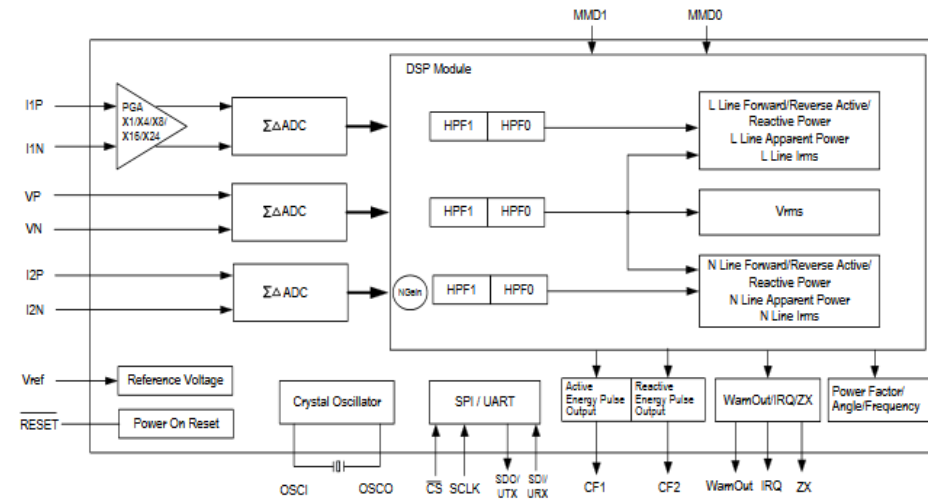 MMD1
MMD0
DSP Module
I1P
I1N
PGA
X1/X4/X8/
X16/X24
Σ∆ADC
HPF1
HPF0
L Line Forward/Reverse Active/
Reactive Power
L Line Apparent Power
L Line Irms
VP
VN
Σ∆ADC
HPF1
HPF0
Vrms
I2P
I2N
Σ∆ADC
NGain
HPF1
HPF0
N Line Forward/Reverse Active/
Reactive Power
N Line Apparent Power
N Line Irms
Vref
Reference Voltage
RESET
Power On Reset
Crystal Oscillator
SPI / UART
Active
Energy Pulse
Output
Reactive
Energy Pulse
Output
WarnOut/IRQ/ZX
Power Factor/
Angle/Frequency
OSCI
OSCO
CS
SCLK
SDO/
UTX
SDI/
URX
CF1
CF2
WarnOut
IRQ
ZX